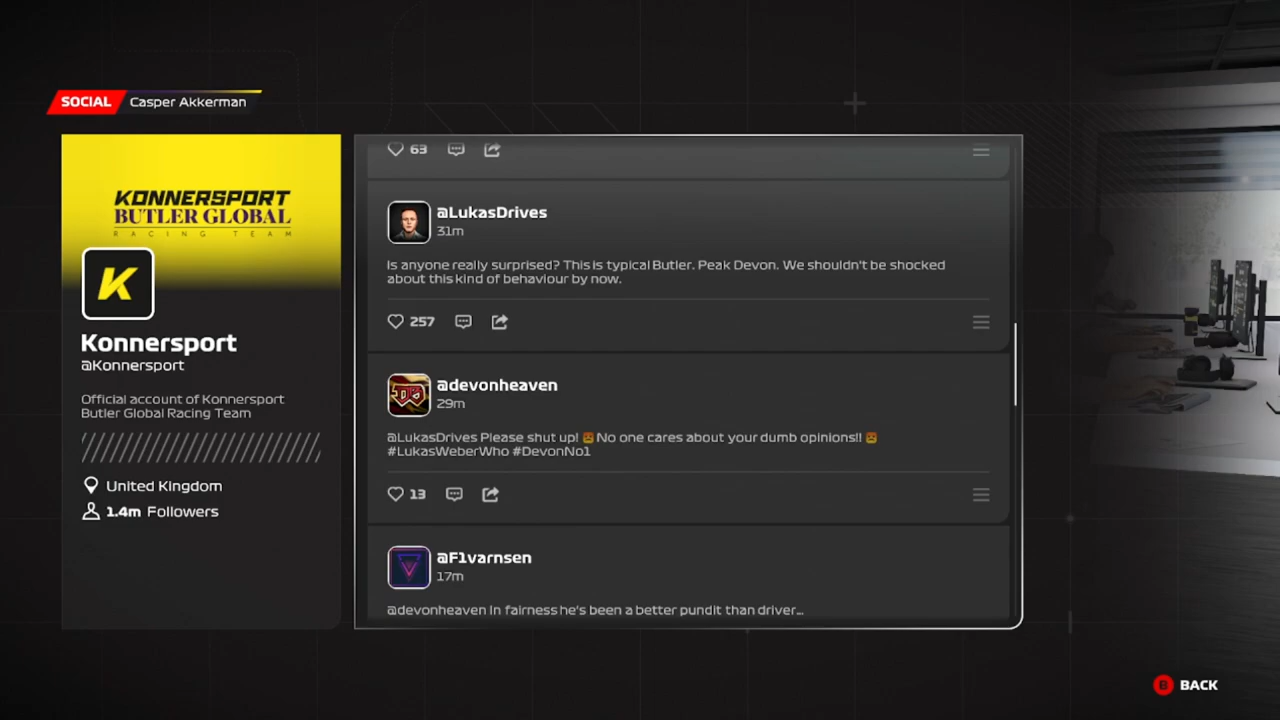 SOCIAL Casper Akkerman
KONNERSPORT
BUTLER GLOBAL
RACING TEAM
K
Konnersport
@Konnersport
Official account of Konnersport
Butler Global Racing Team
United Kingdom
1.4m Followers
63
@LukasDrives
31m
Is anyone really surprised? This is typical Butler. Peak Devon. We shouldn't be shocked
about this kind of behaviour by now.
257
@devonheaven
29m
@LukasDrives Please shut up! 😡 No one cares about your dumb opinions!! 😡
#LukasWeberWho #DevonNo1
13
@F1varnsen
17m
@devonheaven In fairness he's been a better pundit than driver...
B BACK